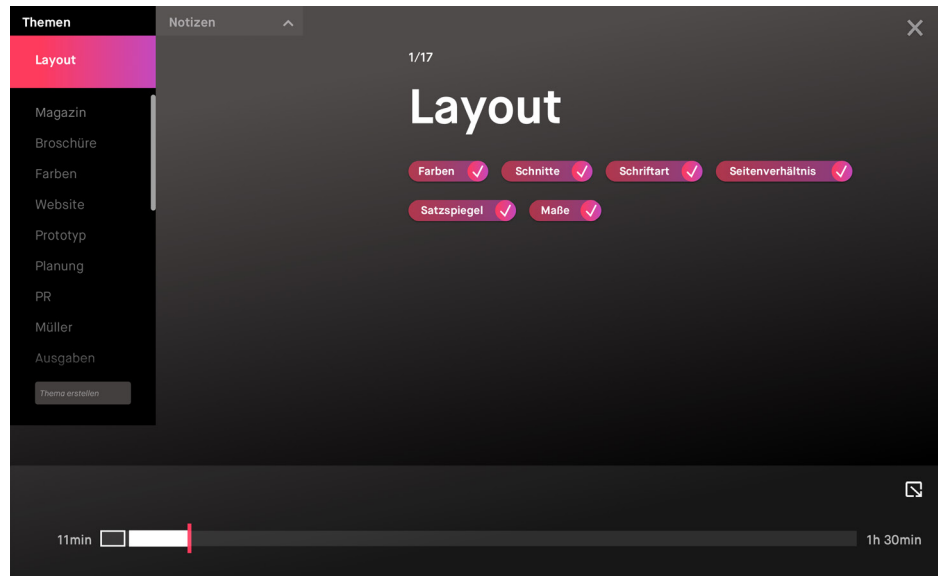 Themen
Notizen
Layout
Magazin
Broschüre
Farben
Website
Prototyp
Planung
PR
Müller
Ausgaben
Thema erstellen
1/17
Layout
Farben Schnitte Schriftart Seitenverhältnis
Satzspiegel Maße
11min 1h 30min